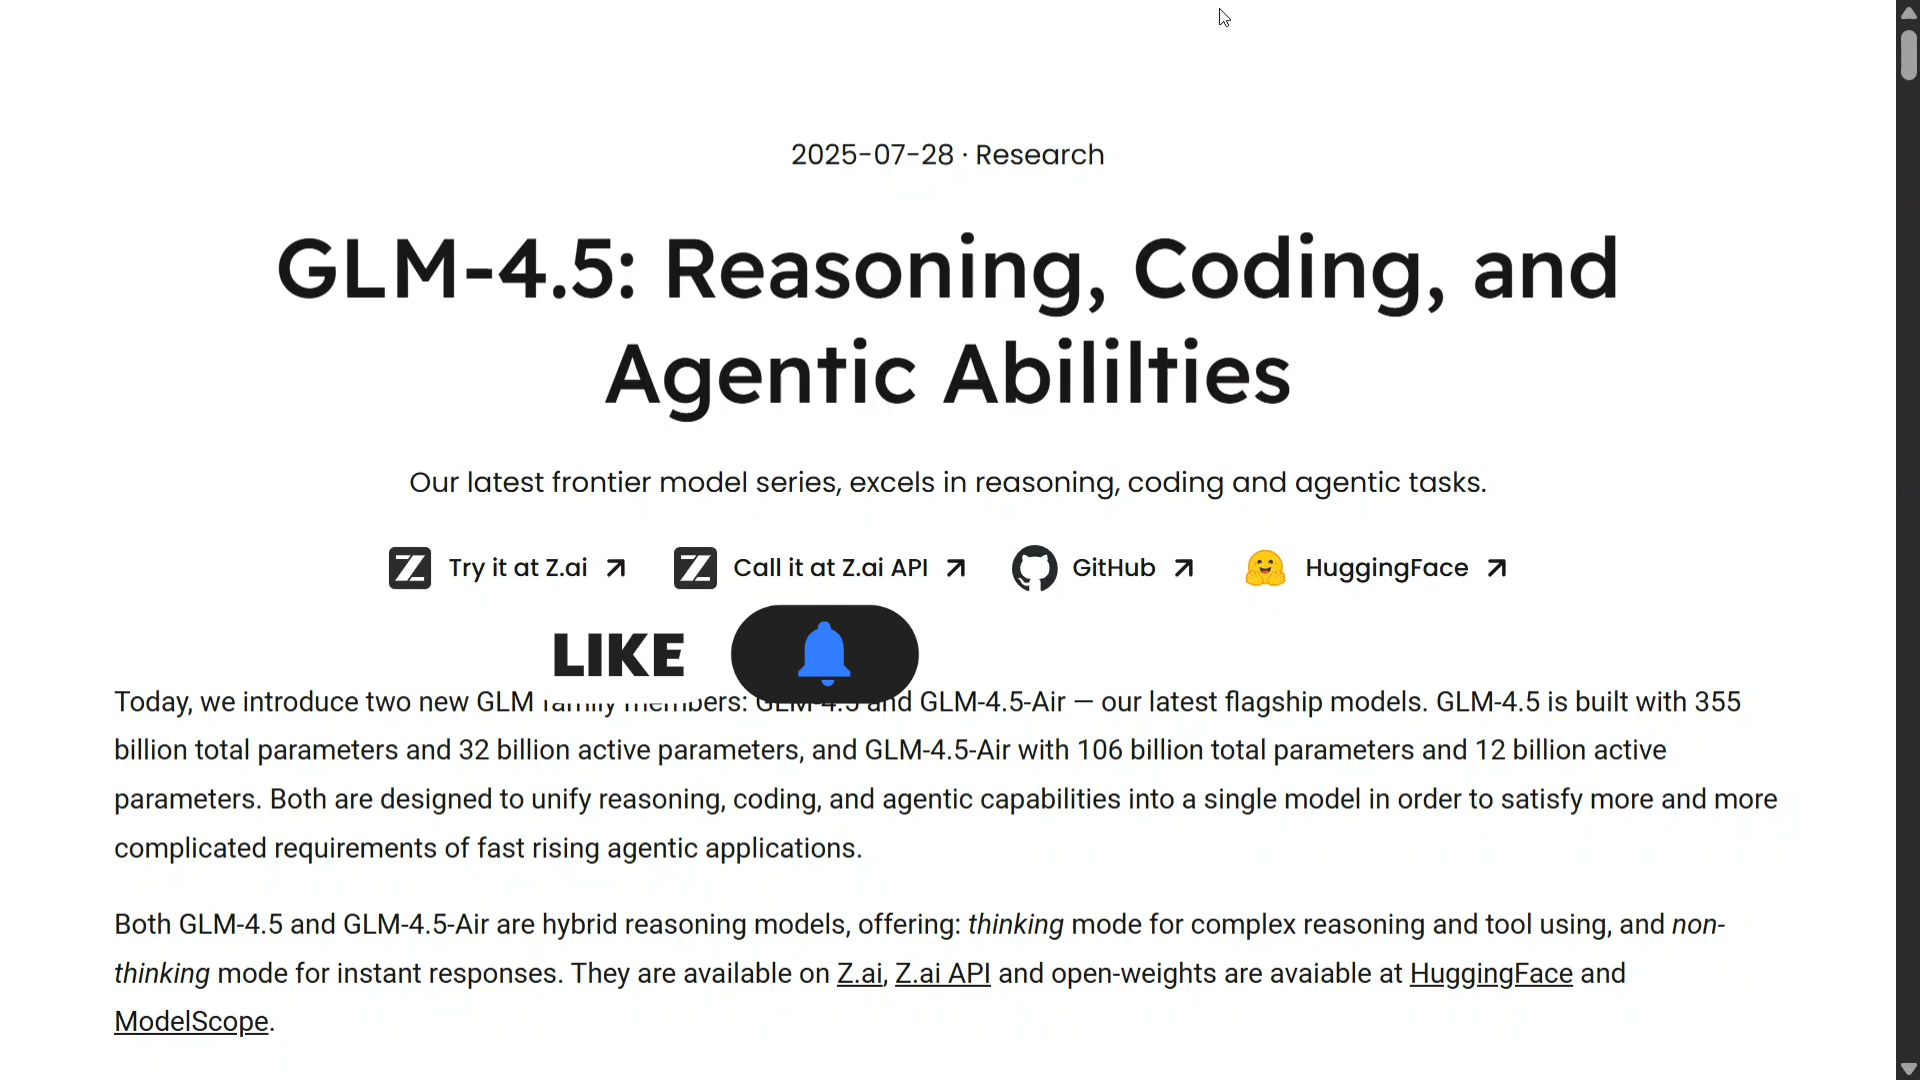 2025-07-28 · Research
GLM-4.5: Reasoning, Coding, and
Agentic Abililties
Our latest frontier model series, excels in reasoning, coding and agentic tasks.
Try it at Z.ai Call it at Z.ai API GitHub HuggingFace
LIKE
Today, we introduce two new GLM family members: GLM-4.5 and GLM-4.5-Air — our latest flagship models. GLM-4.5 is built with 355
billion total parameters and 32 billion active parameters, and GLM-4.5-Air with 106 billion total parameters and 12 billion active
parameters. Both are designed to unify reasoning, coding, and agentic capabilities into a single model in order to satisfy more and more
complicated requirements of fast rising agentic applications.
Both GLM-4.5 and GLM-4.5-Air are hybrid reasoning models, offering: thinking mode for complex reasoning and tool using, and non-
thinking mode for instant responses. They are available on Z.ai, Z.ai API and open-weights are avaiable at HuggingFace and
ModelScope.